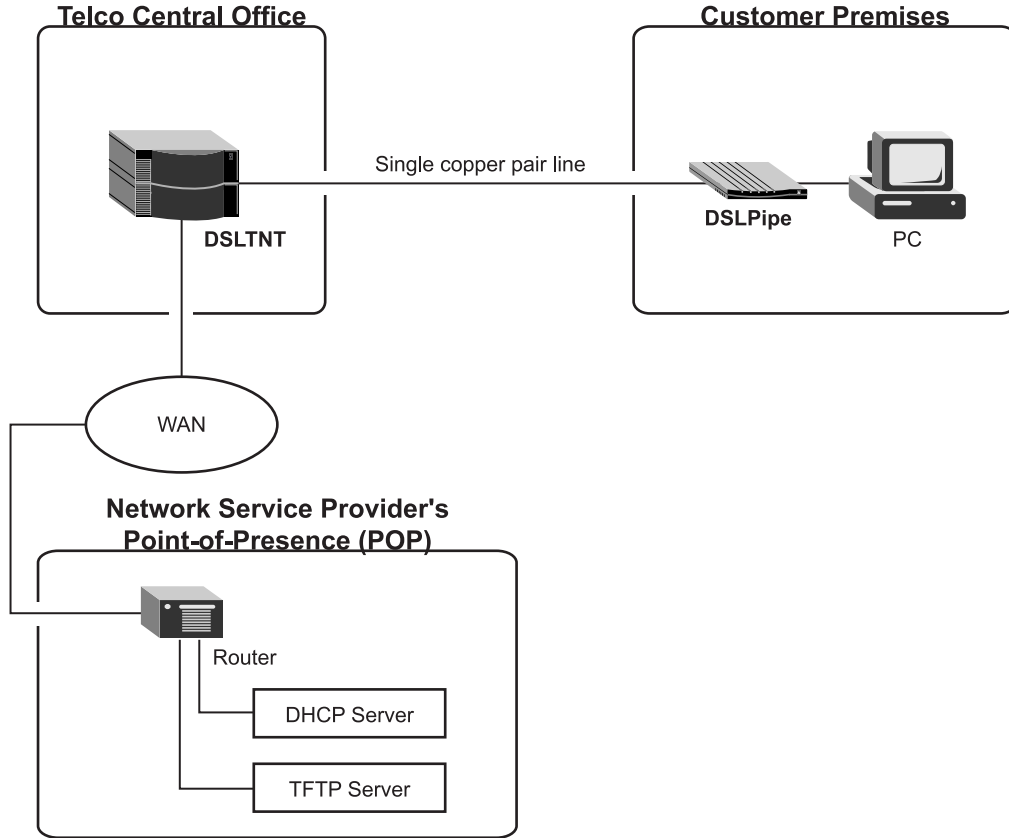 Telco Central Office
Customer Premises
Single copper pair line
DSLTNT
DSLPipe
PC
WAN
Network Service Provider's
Point-of-Presence (POP)
Router
DHCP Server
TFTP Server